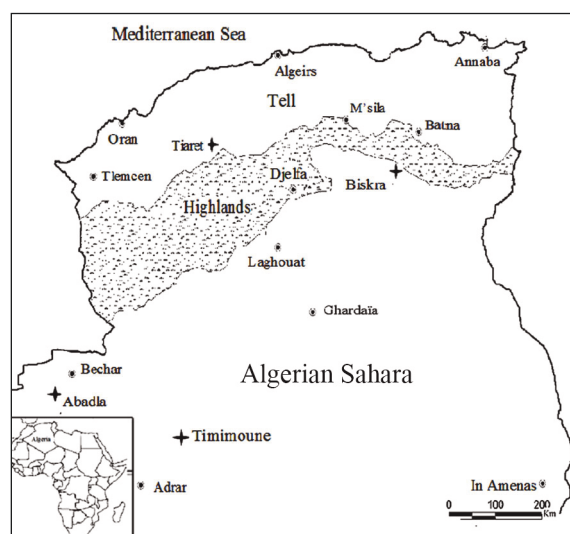 Mediterranean Sea
Algeirs
Annaba
Tell
M'sila
Oran
Tiaret
Batna
Tlemcen
Djelfa
Biskra
Highlands
Laghouat
Ghardaïa
Bechar
Algerian Sahara
Abadla
Algeria
Timimoune
Adrar
In Amenas
0 100 200
Km